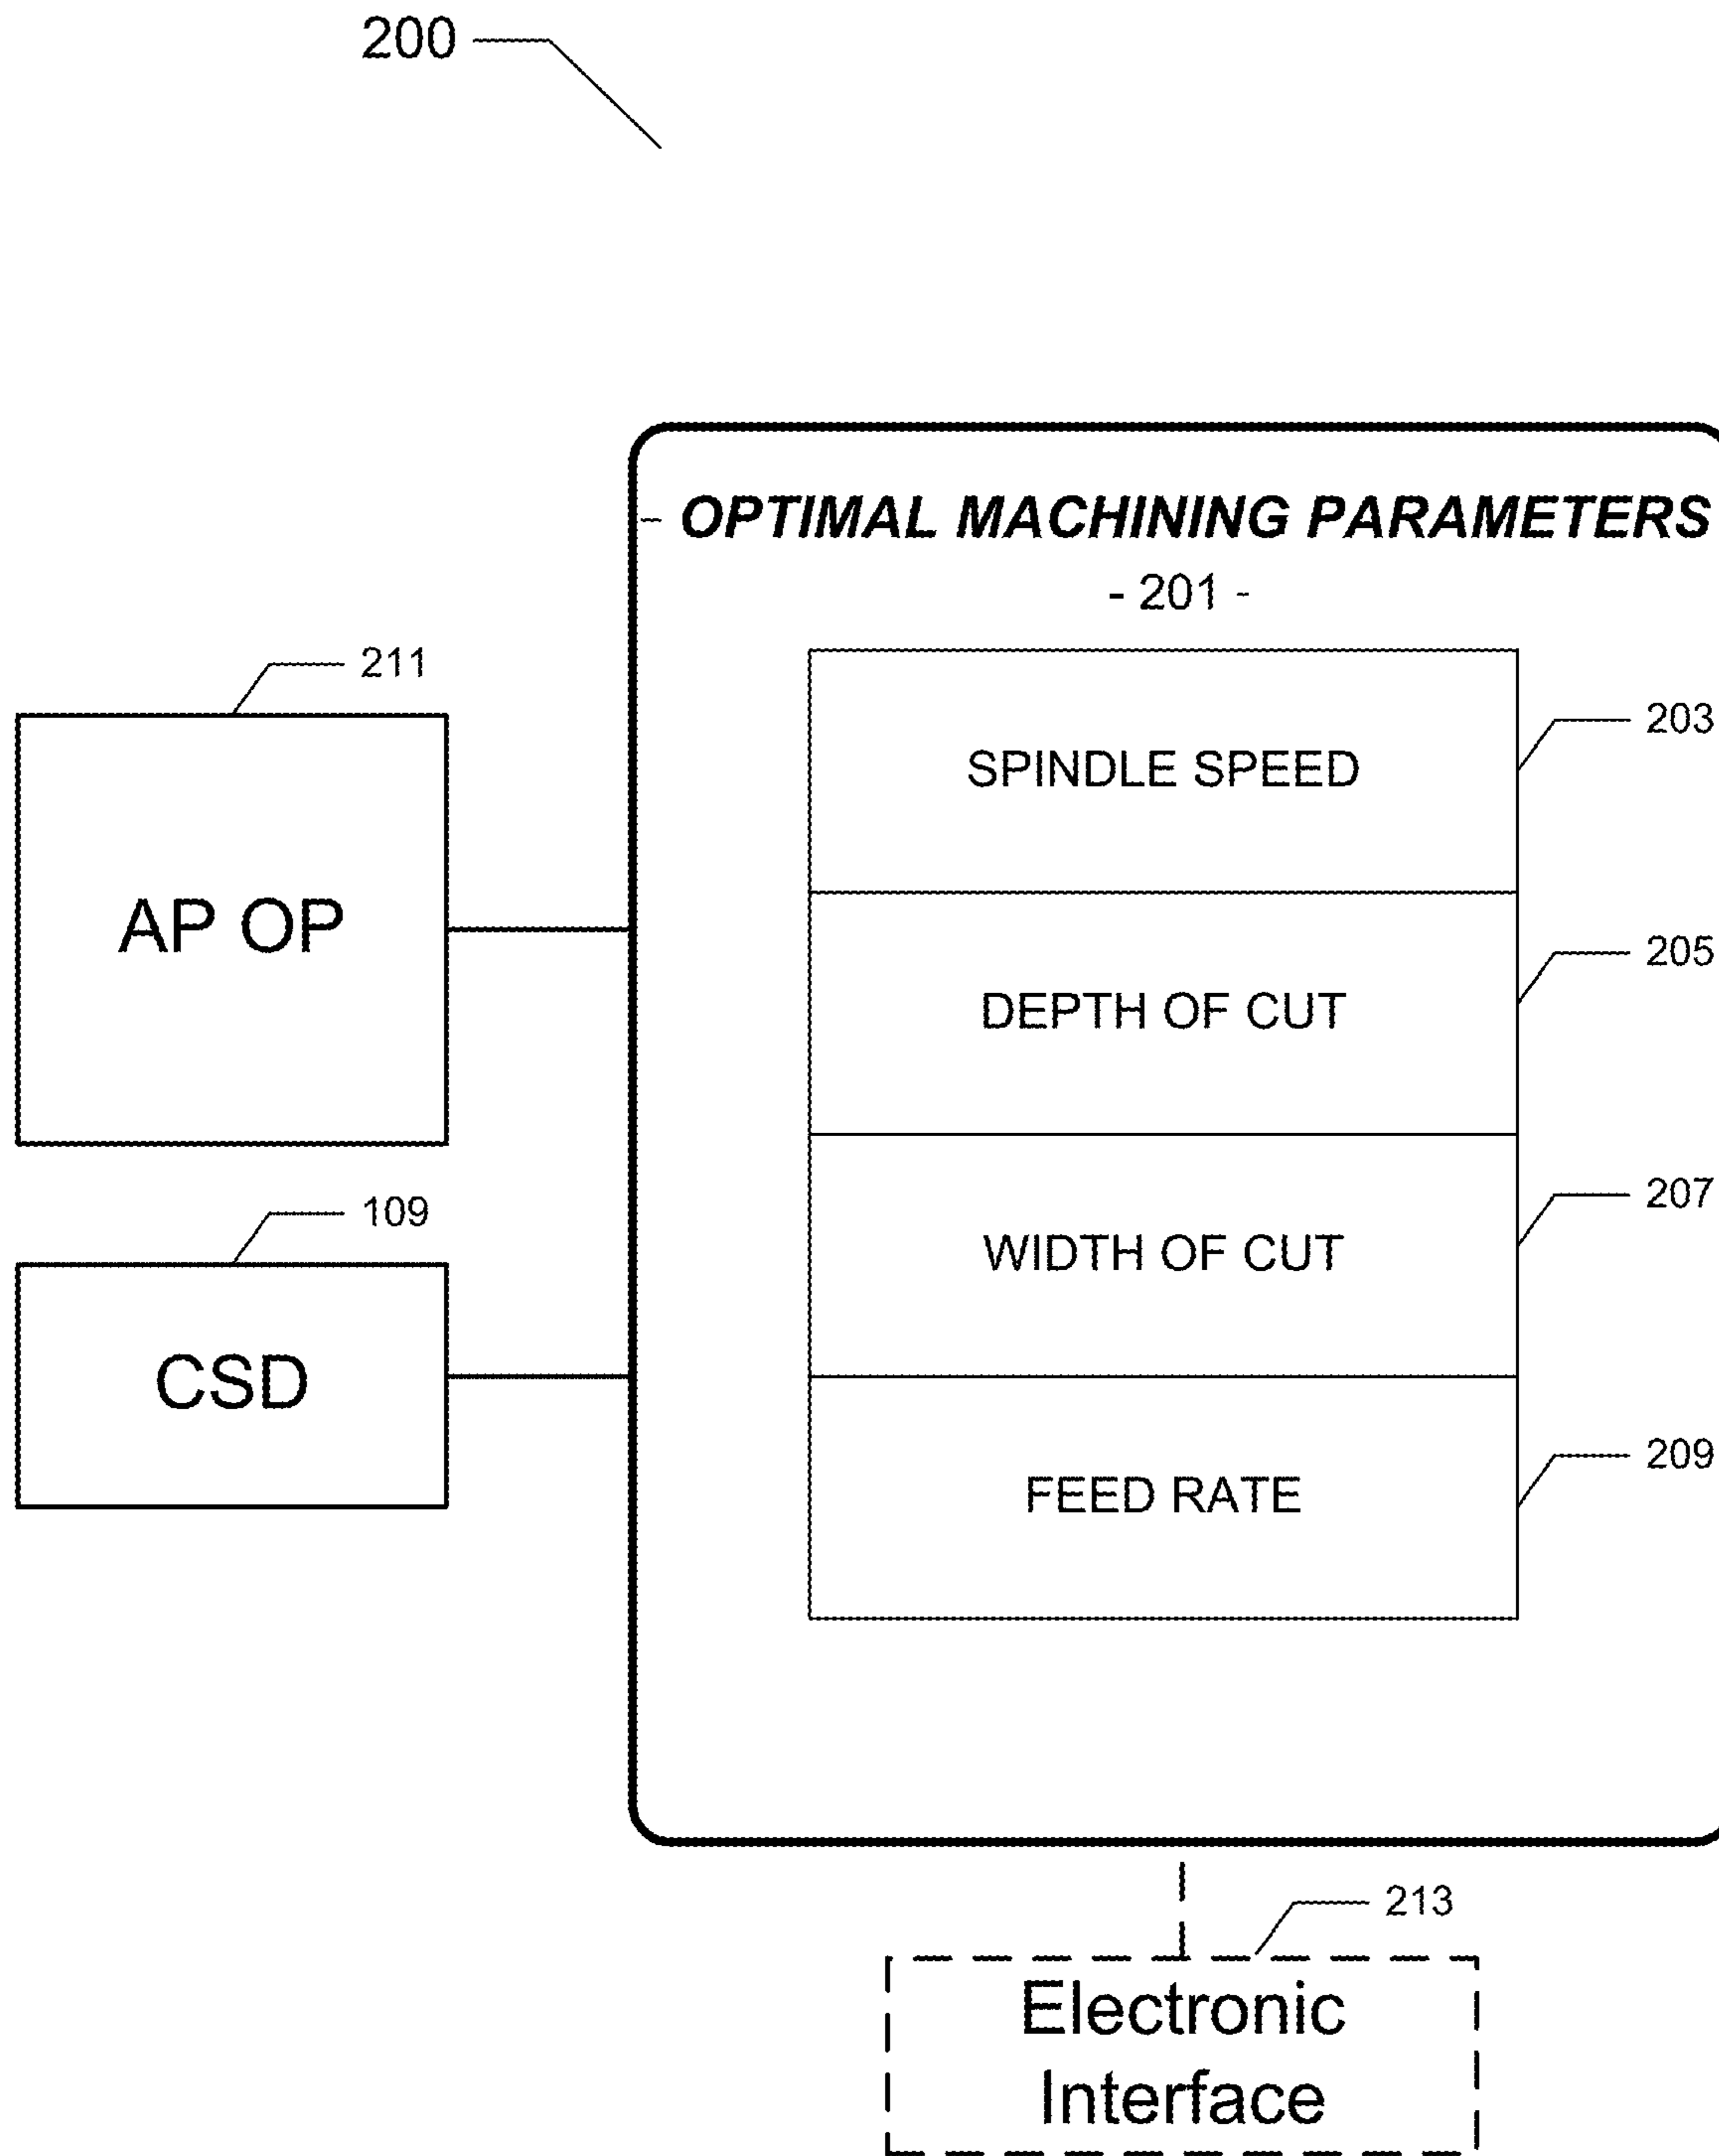 200
OPTIMAL MACHINING PARAMETERS
- 201 -
211
AP OP
109
CSD
SPINDLE SPEED
203
DEPTH OF CUT
205
WIDTH OF CUT
207
FEED RATE
209
213
Electronic
Interface